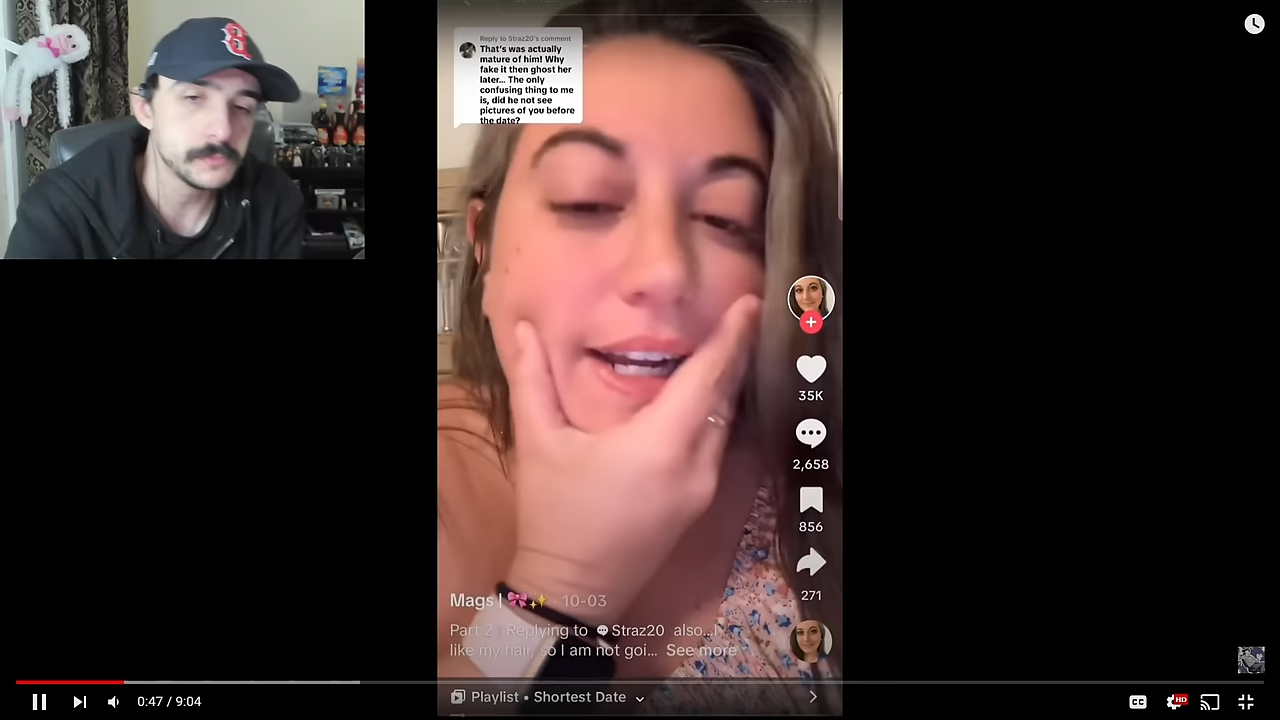 Reply to Straz20's comment
That's was actually
mature of him! Why
fake it then ghost her
later... The only
confusing thing to me
is, did he not see
pictures of you before
the date?
35K
2,658
856
271
Mags | 🎀✨ · 10-03
Part 2 Replying to 💬Straz20 also...I
like my hair, so I am not goi... See more
Playlist • Shortest Date
0:47 / 9:04
CC
HD